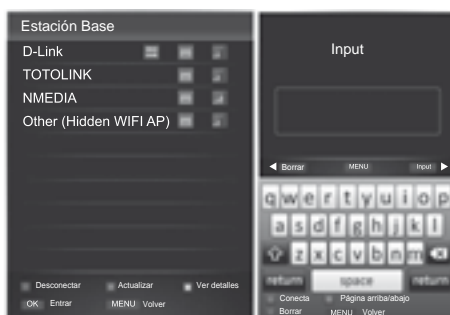 Estación Base
D-Link
TOTOLINK
NMEDIA
Other (Hidden WIFI AP)
Desconectar Actualizar Ver detalles
OK Entrar MENU Volver
Input
Borrar MENU Input
q w e r t y u i o p
a s d f g h j k l
z x c v b n m
return space return
Conecta Página arriba/abajo
Borrar MENU Volver